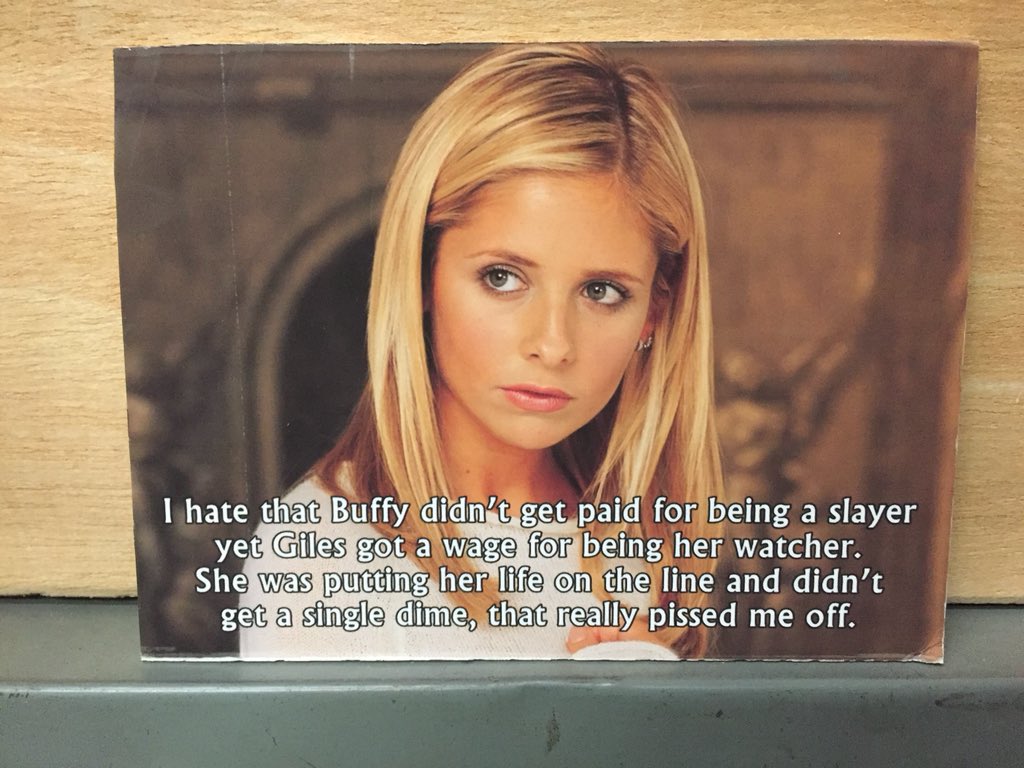 I hate that Buffy didn't get paid for being a slayer
yet Giles got a wage for being her watcher.
She was putting her life on the line and didn't
get a single dime, that really pissed me off.